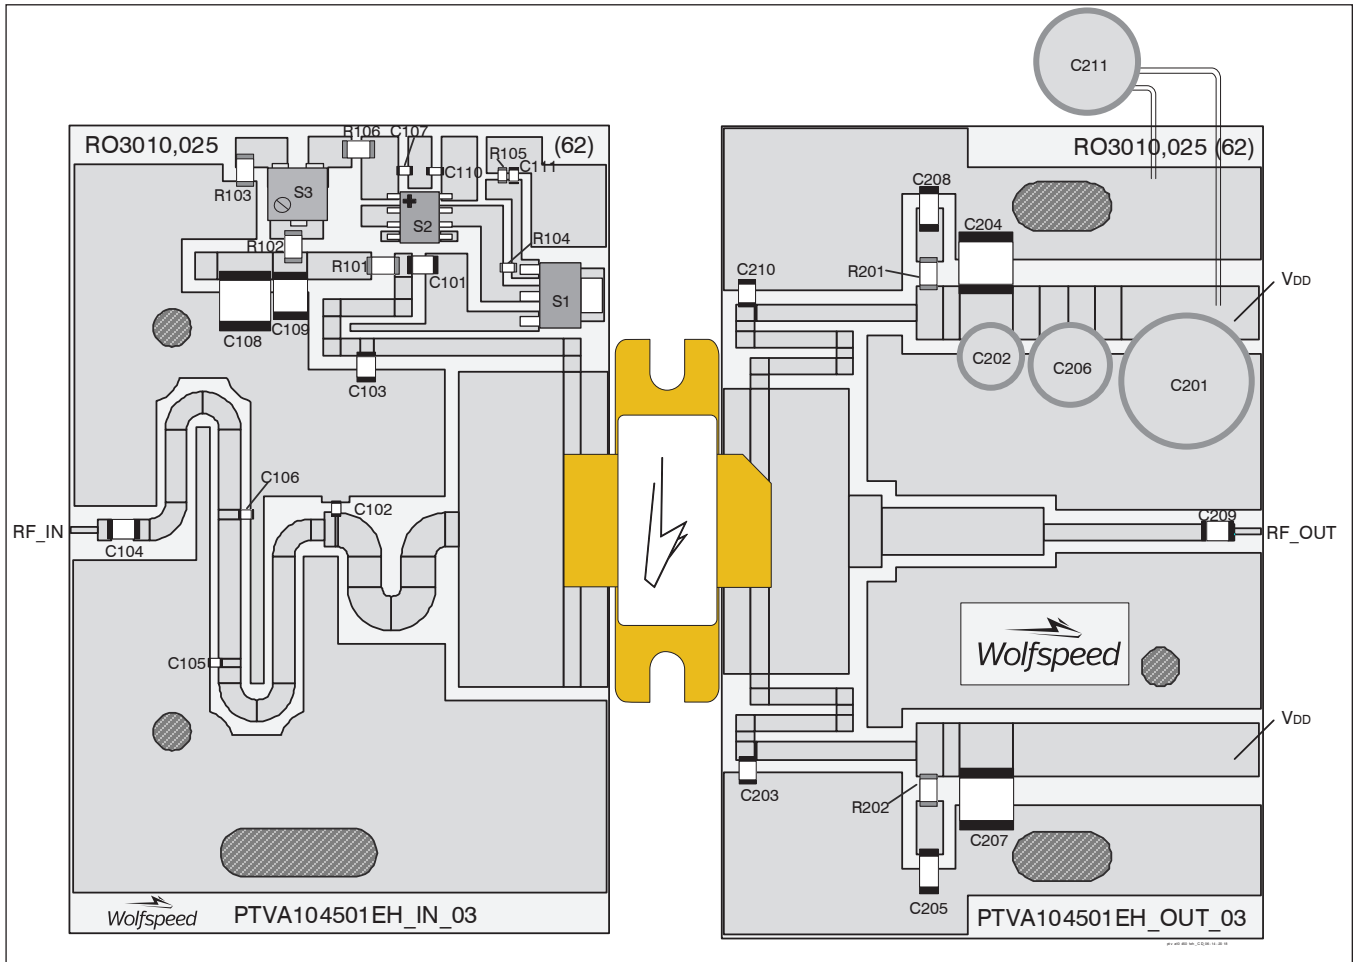 C211
RO3010,025
(62)
R106
C107
R105
C111
C110
R103
S3
S2
R102
R101
C101
R104
S1
C108
C109
C103
C106
C102
RF_IN
C104
C105
Wolfspeed
PTVA104501EH_IN_03
RO3010,025 (62)
C208
C204
C210
R201
VDD
C202
C206
C201
C209
RF_OUT
Wolfspeed
VDD
C203
R202
C207
C205
PTVA104501EH_OUT_03